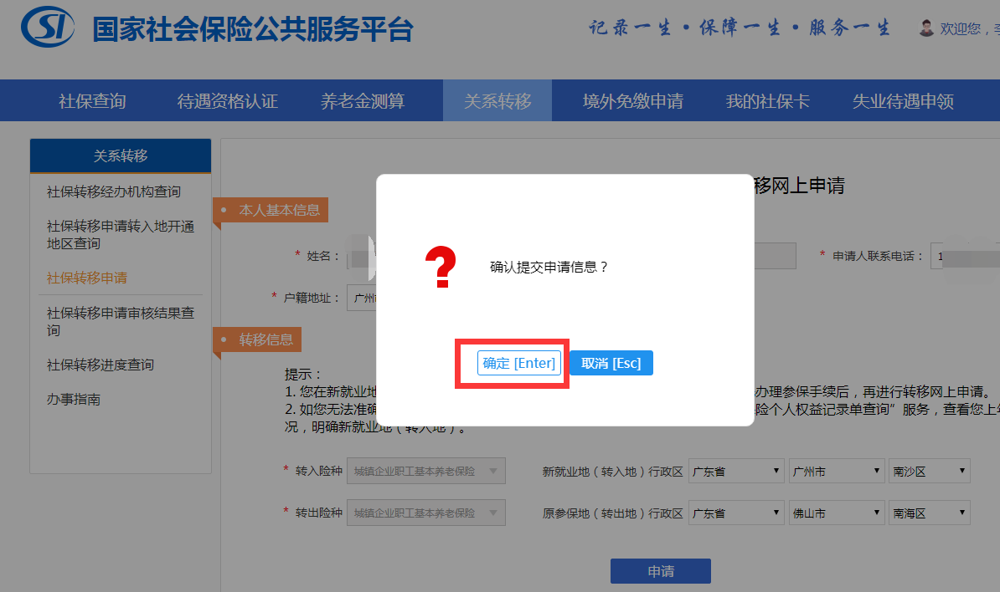 CSI 国家社会保险公共服务平台
记录一生·保障一生·服务一生
欢迎您，李
社保查询 待遇资格认证 养老金测算 关系转移 境外免缴申请 我的社保卡 失业待遇申领
关系转移
社保转移经办机构查询
社保转移申请转入地开通
地区查询
社保转移申请
社保转移申请审核结果查
询
社保转移进度查询
办事指南
移网上申请
• 本人基本信息
* 姓名：
* 申请人联系电话： 1
* 户籍地址： 广州
• 转移信息
提示：
1. 您在新就业地 办理参保手续后，再进行转移网上申请。
2. 如您无法准确 险个人权益记录单查询”服务，查看您上
况，明确新就业地（转入地）。
* 转入险种 城镇企业职工基本养老保险 新就业地（转入地）行政区 广东省 广州市 南沙区
* 转出险种 城镇企业职工基本养老保险 原参保地（转出地）行政区 广东省 佛山市 南海区
申请
?
确认提交申请信息？
确定 [Enter] 取消 [Esc]